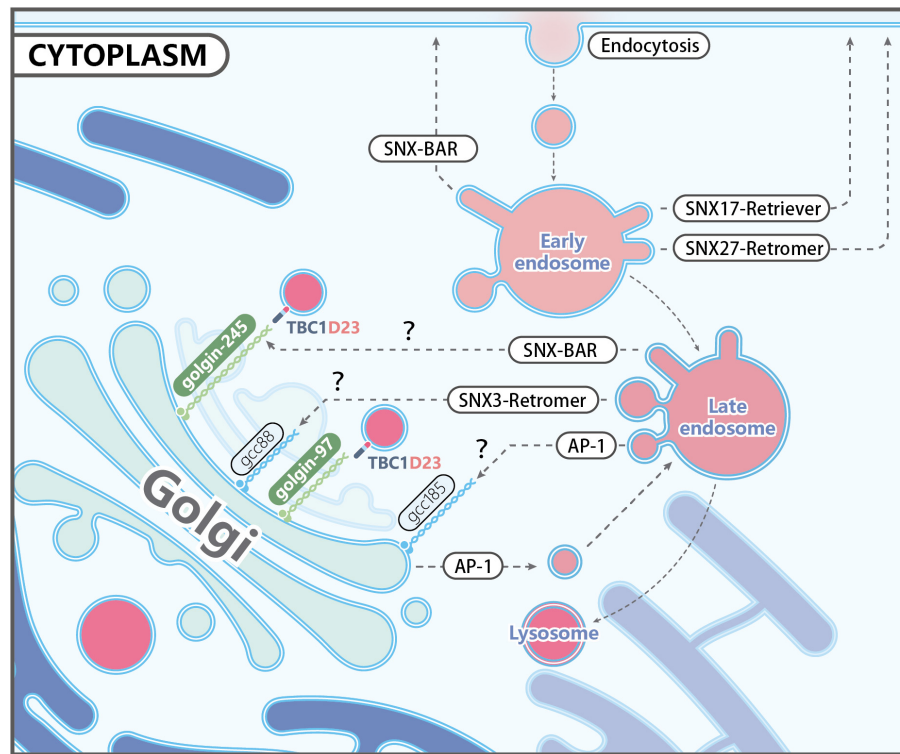 CYTOPLASM
Endocytosis
SNX-BAR
SNX17-Retriever
SNX27-Retromer
Early
endosome
golgin-245
TBC1D23
?
SNX-BAR
?
SNX3-Retromer
Late
endosome
gcc88
golgin-97
TBC1D23
?
AP-1
gcc185
Golgi
AP-1
Lysosome